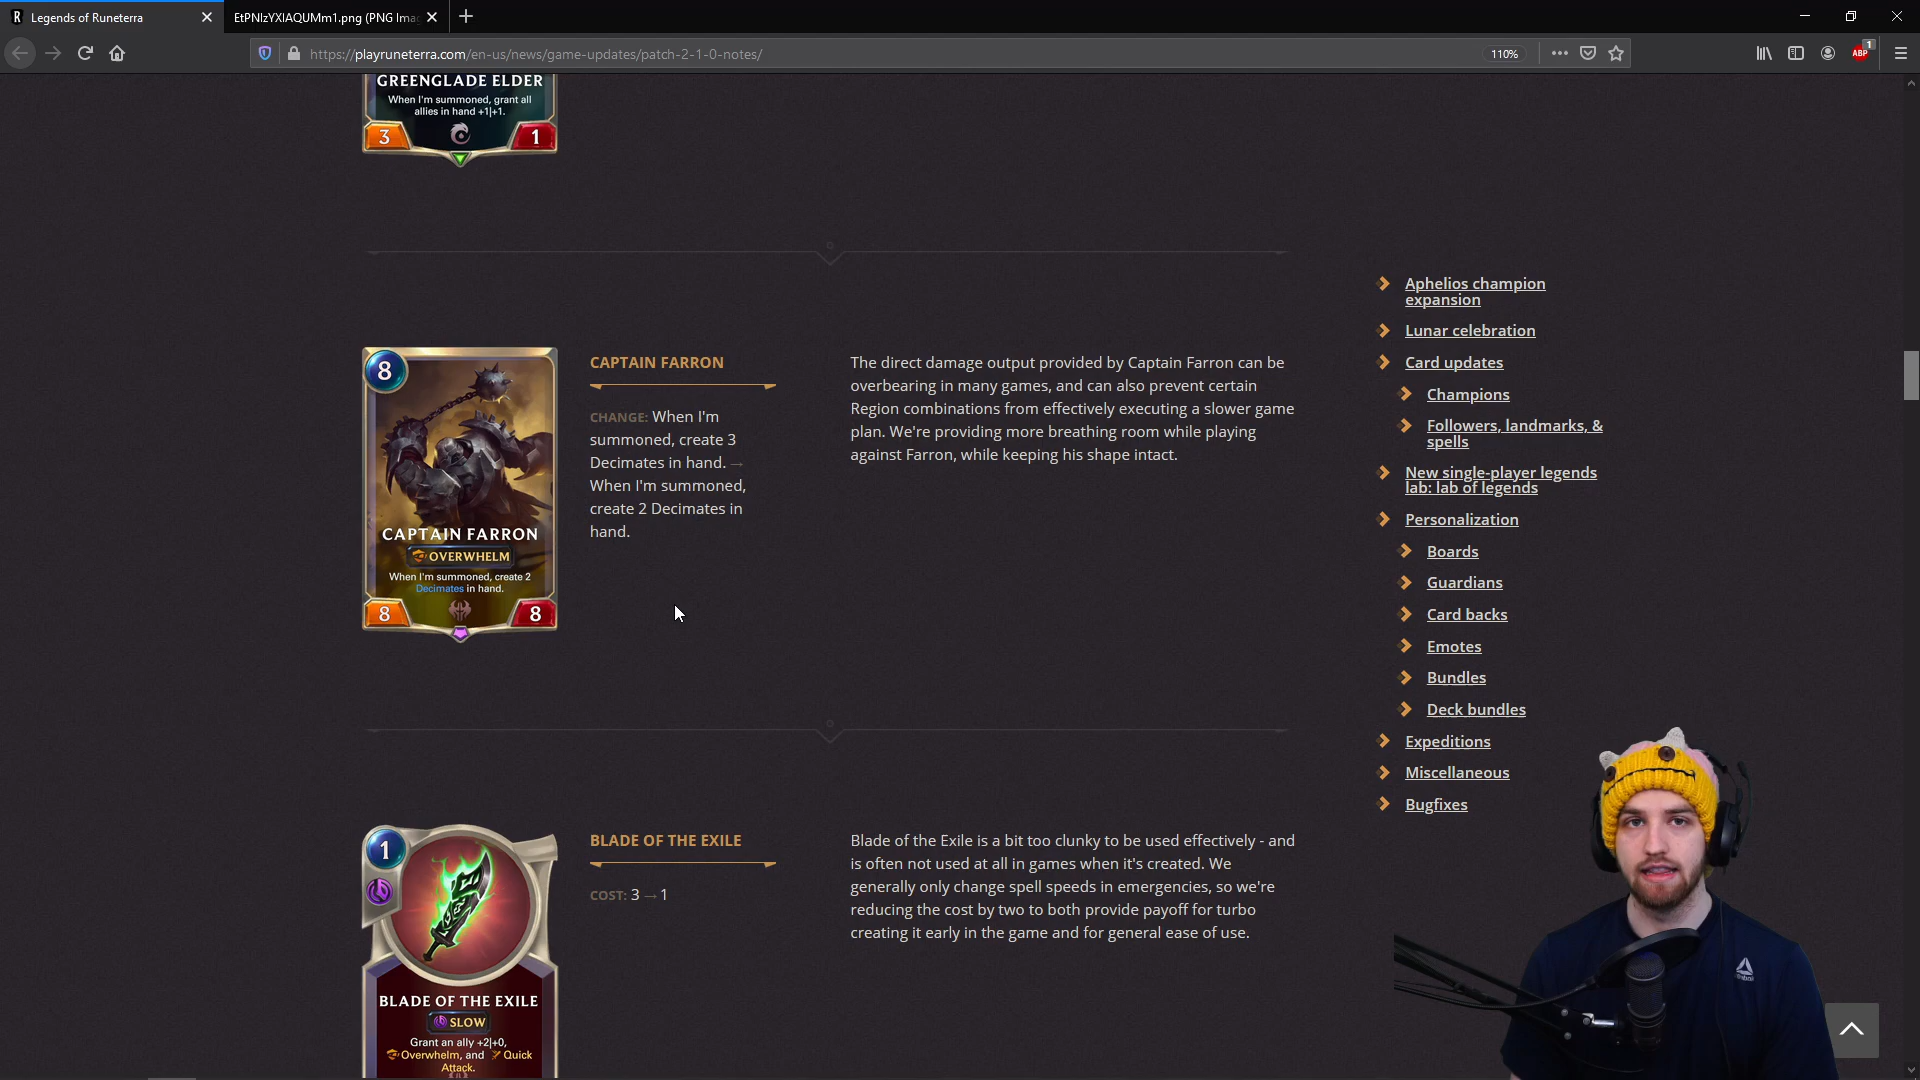 Legends of Runeterra
EtPNIzYXIAQUMm1.png (PNG Ima
https://playruneterra.com/en-us/news/game-updates/patch-2-1-0-notes/
110%
ABP
1
GREENGLADE ELDER
When I'm summoned, grant all
allies in hand +1|+1.
3
1
8
CAPTAIN FARRON
OVERWHELM
When I'm summoned, create 2
Decimates in hand.
8
8
CAPTAIN FARRON
CHANGE: When I'm
summoned, create 3
Decimates in hand. →
When I'm summoned,
create 2 Decimates in
hand.
The direct damage output provided by Captain Farron can be
overbearing in many games, and can also prevent certain
Region combinations from effectively executing a slower game
plan. We're providing more breathing room while playing
against Farron, while keeping his shape intact.
1
BLADE OF THE EXILE
SLOW
Grant an ally +2|+0,
Overwhelm, and Quick
Attack.
BLADE OF THE EXILE
COST: 3 → 1
Blade of the Exile is a bit too clunky to be used effectively - and
is often not used at all in games when it's created. We
generally only change spell speeds in emergencies, so we're
reducing the cost by two to both provide payoff for turbo
creating it early in the game and for general ease of use.
Aphelios champion
expansion
Lunar celebration
Card updates
Champions
Followers, landmarks, &
spells
New single-player legends
lab: lab of legends
Personalization
Boards
Guardians
Card backs
Emotes
Bundles
Deck bundles
Expeditions
Miscellaneous
Bugfixes